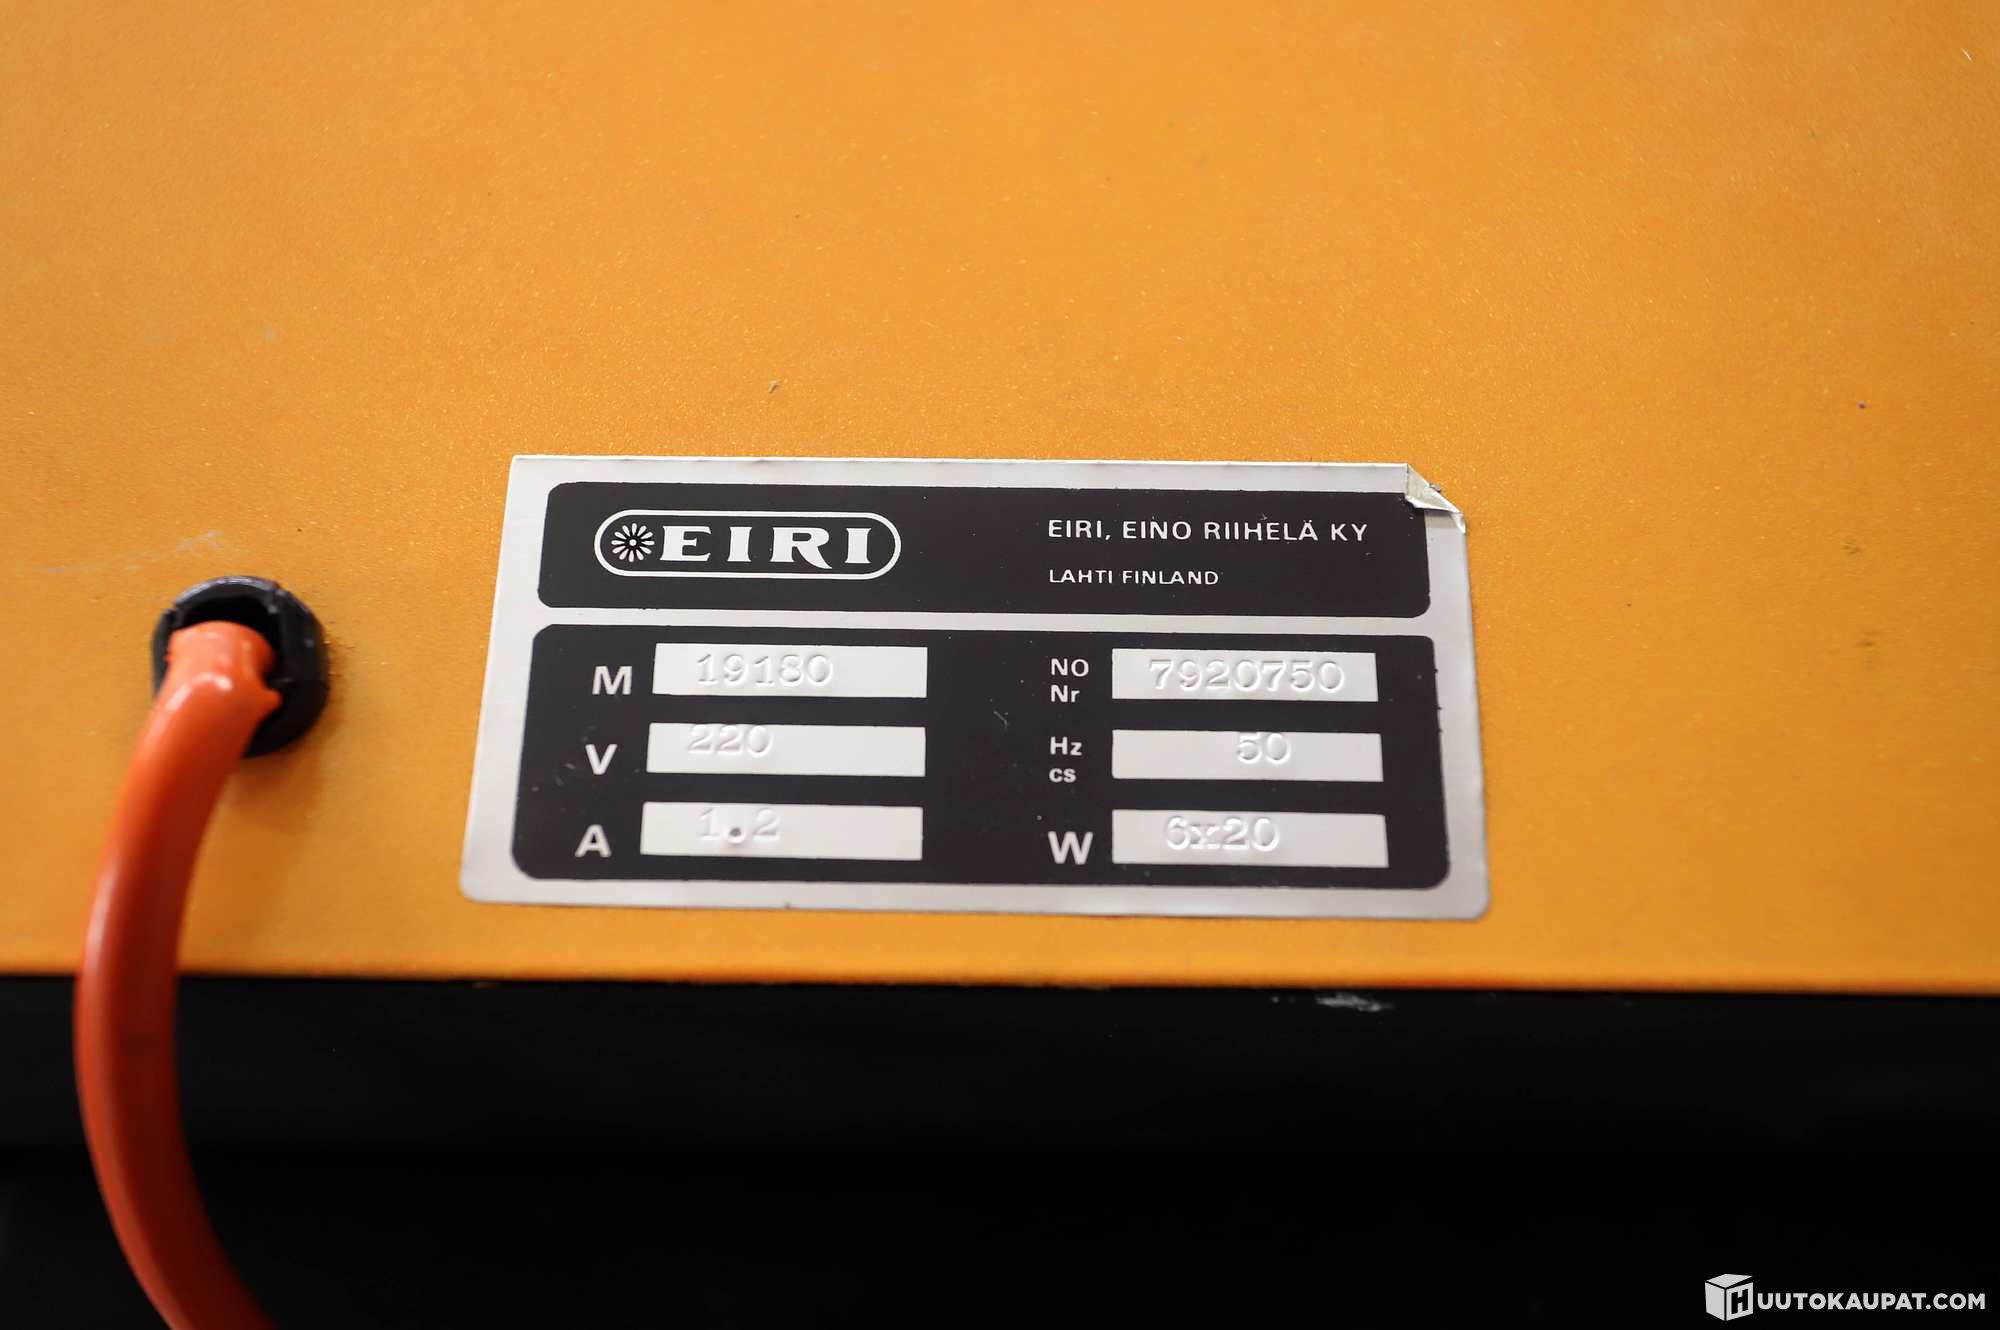 EIRI
EIRI, EINO RIIHELÄ KY
LAHTI FINLAND
M 19180
NO Nr 7920750
V 220
Hz cs 50
A 1.2
W 6x20
HUUTOKAUPAT.COM